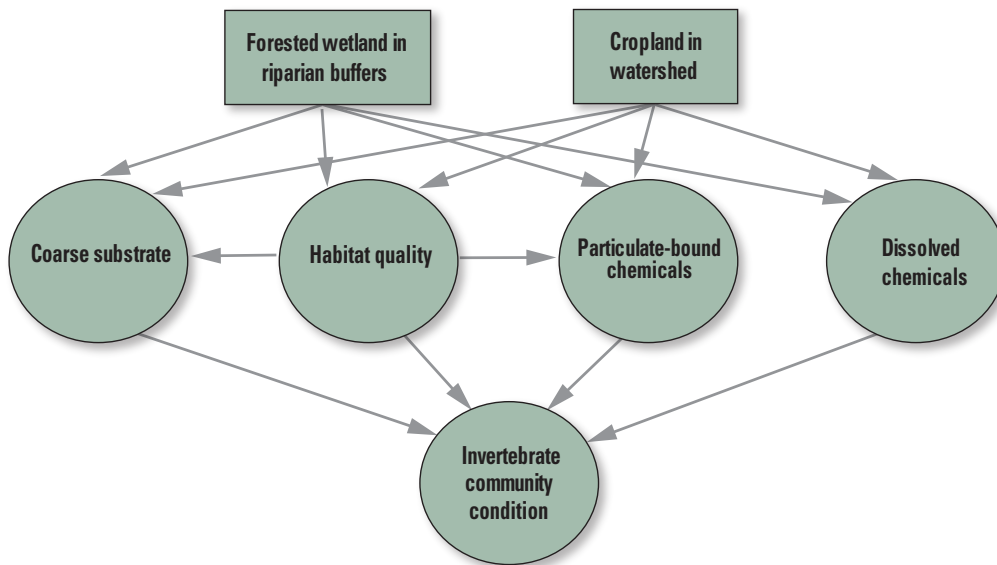 Forested wetland in
riparian buffers
Cropland in
watershed
Coarse substrate
Habitat quality
Particulate-bound
chemicals
Dissolved
chemicals
Invertebrate
community
condition